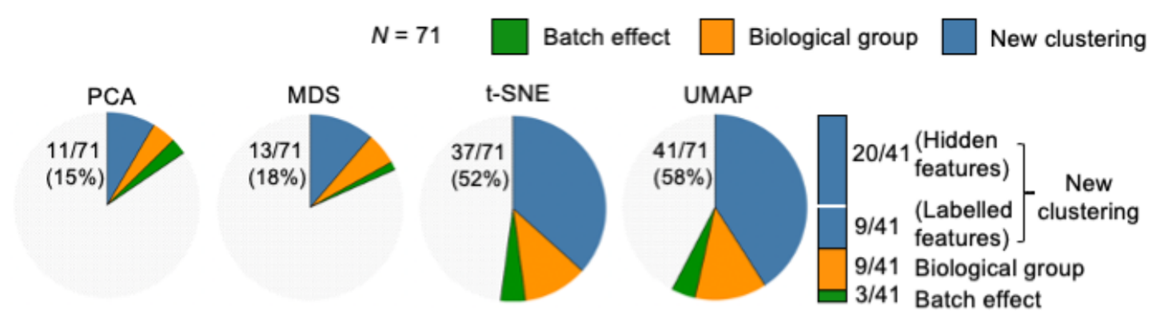 N = 71
Batch effect
Biological group
New clustering
PCA
MDS
t-SNE
UMAP
11/71
(15%)
13/71
(18%)
37/71
(52%)
41/71
(58%)
20/41
(Hidden
features)
9/41
(Labelled
features)
New
clustering
9/41
Biological group
3/41
Batch effect